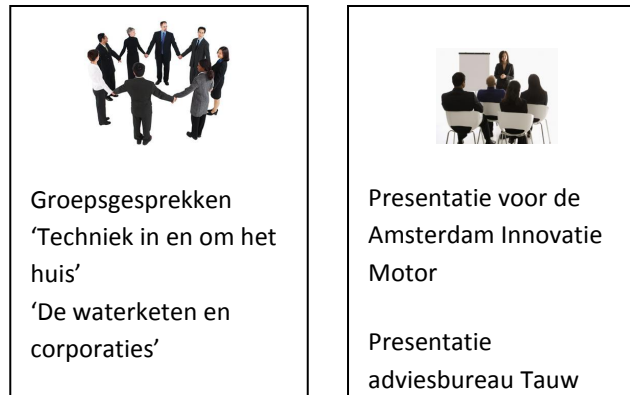 Groepsgesprekken
‘Techniek in en om het
huis’
‘De waterketen en
corporaties’
Presentatie voor de
Amsterdam Innovatie
Motor
Presentatie
adviesbureau Tauw